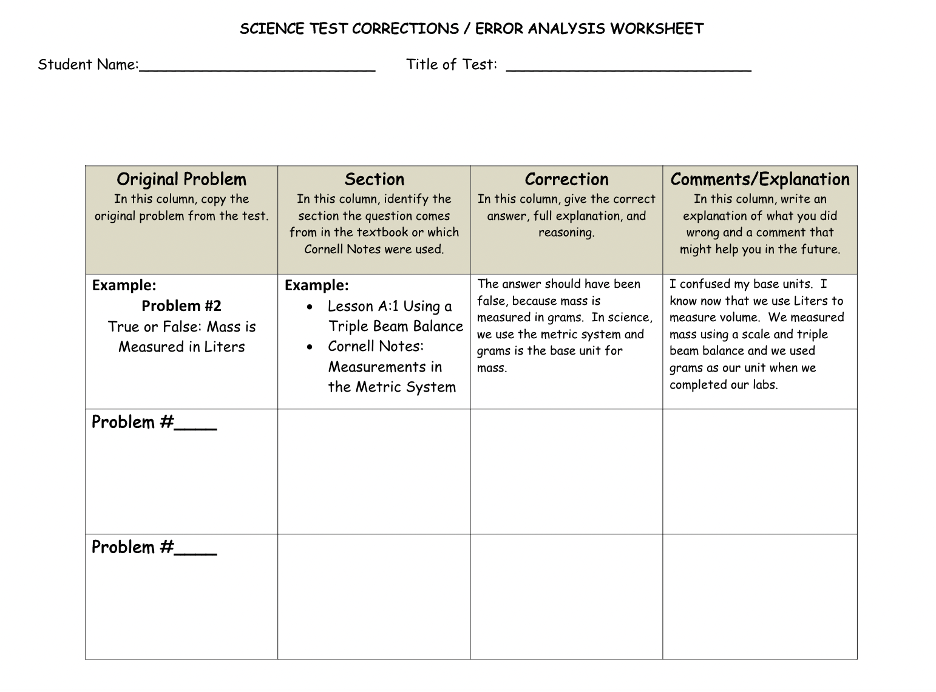 SCIENCE TEST CORRECTIONS / ERROR ANALYSIS WORKSHEET
Student Name:___________________________ Title of Test: ____________________________
Original Problem
In this column, copy the
original problem from the test.
Section
In this column, identify the
section the question comes
from in the textbook or which
Cornell Notes were used.
Correction
In this column, give the correct
answer, full explanation, and
reasoning.
Comments/Explanation
In this column, write an
explanation of what you did
wrong and a comment that
might help you in the future.
Example:
Problem #2
True or False: Mass is
Measured in Liters
Example:
• Lesson A:1 Using a
Triple Beam Balance
• Cornell Notes:
Measurements in
the Metric System
The answer should have been
false, because mass is
measured in grams. In science,
we use the metric system and
grams is the base unit for
mass.
I confused my base units. I
know now that we use Liters to
measure volume. We measured
mass using a scale and triple
beam balance and we used
grams as our unit when we
completed our labs.
Problem #____
Problem #____